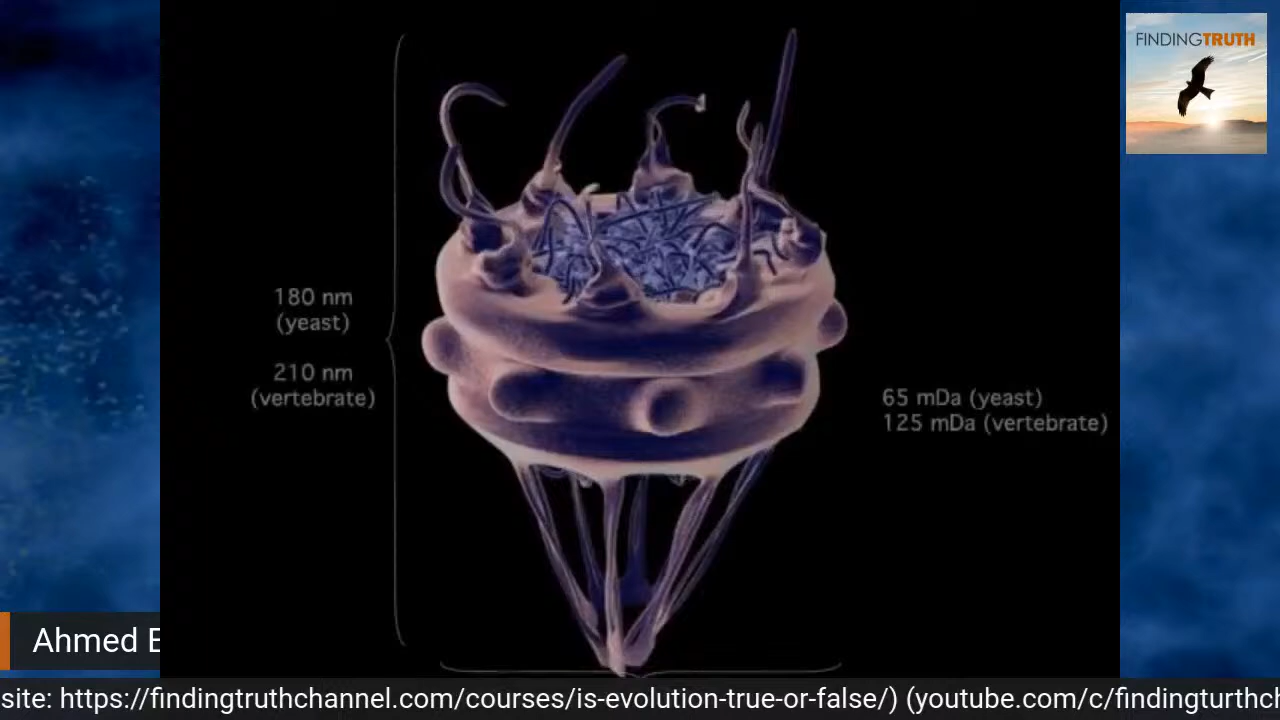 FINDINGTRUTH
180 nm
(yeast)
210 nm
(vertebrate)
65 mDa (yeast)
125 mDa (vertebrate)
Ahmed E
site: https://findingtruthchannel.com/courses/is-evolution-true-or-false/) (youtube.com/c/findingturthch